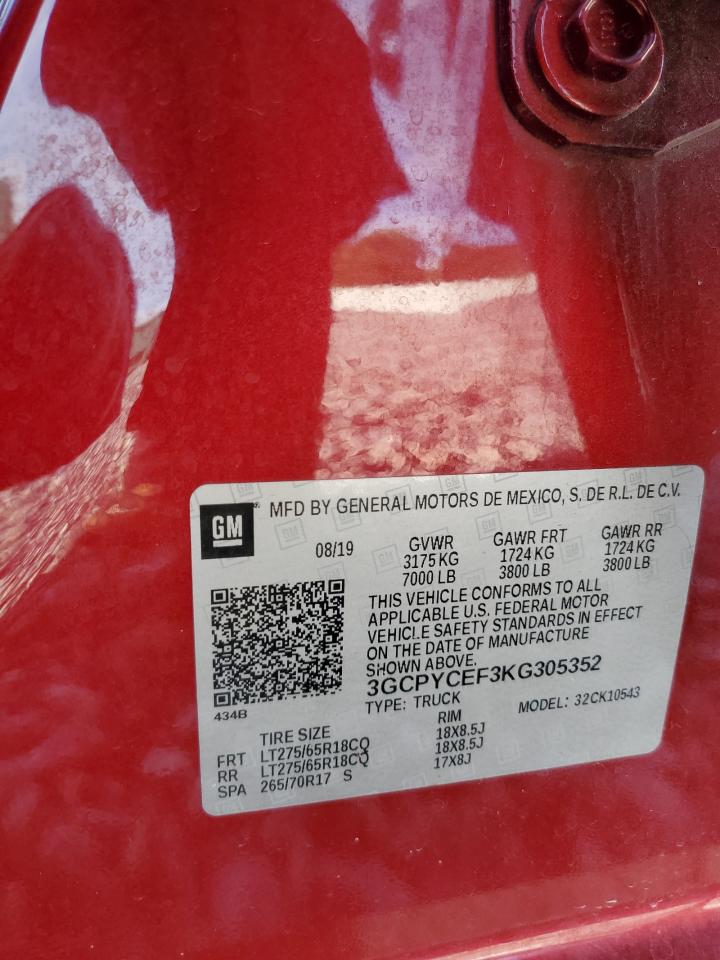 GM
MFD BY GENERAL MOTORS DE MEXICO, S. DE R.L. DE C.V.
08/19
GVWR GAWR FRT GAWR RR
3175 KG 1724 KG 1724 KG
7000 LB 3800 LB 3800 LB
THIS VEHICLE CONFORMS TO ALL
APPLICABLE U.S. FEDERAL MOTOR
VEHICLE SAFETY STANDARDS IN EFFECT
ON THE DATE OF MANUFACTURE
SHOWN ABOVE.
3GCPYCEF3KG305352
434B
TYPE: TRUCK MODEL: 32CK10543
TIRE SIZE RIM
FRT LT275/65R18CQ 18X8.5J
RR LT275/65R18CQ 18X8.5J
SPA 265/70R17 S 17X8J